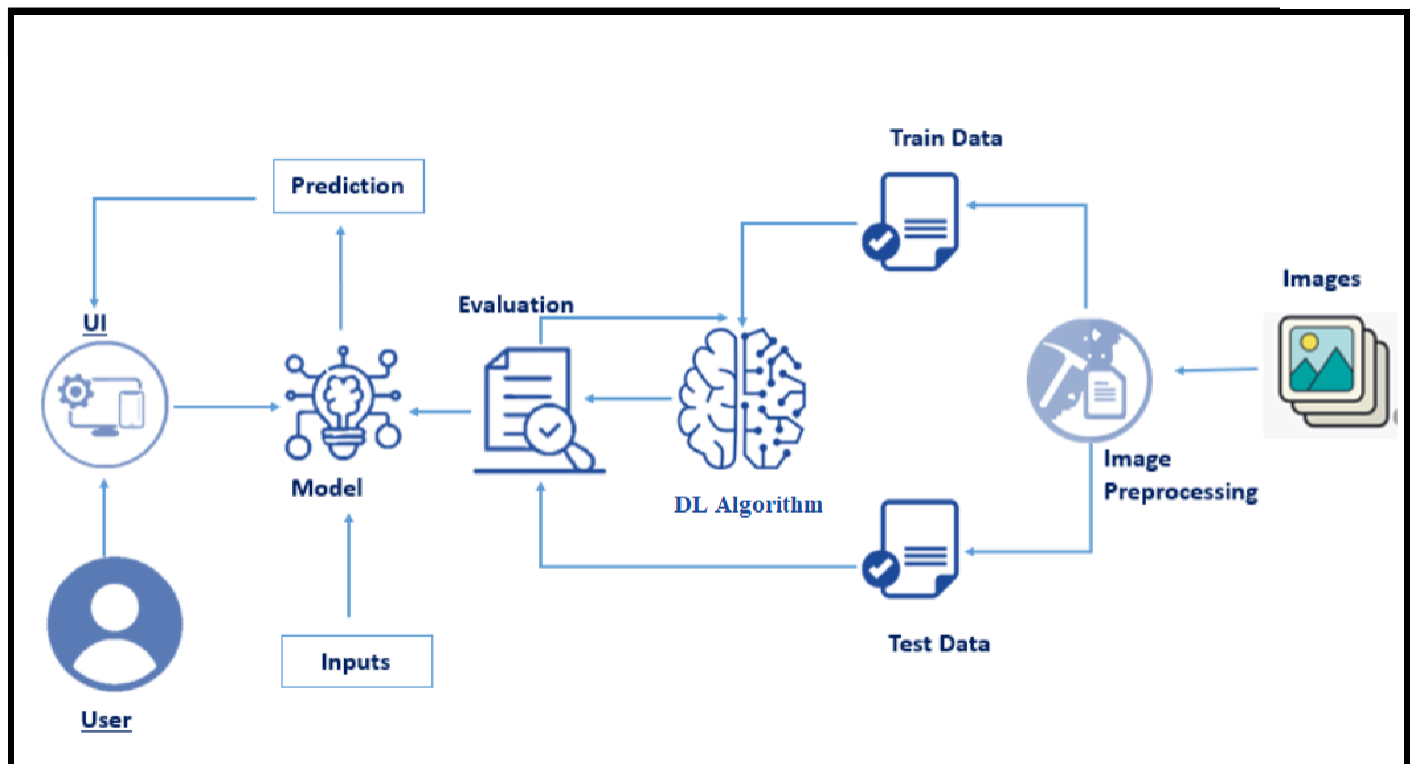 Train Data
Prediction
Images
Evaluation
UI
Image
Preprocessing
Model
DL Algorithm
Test Data
Inputs
User